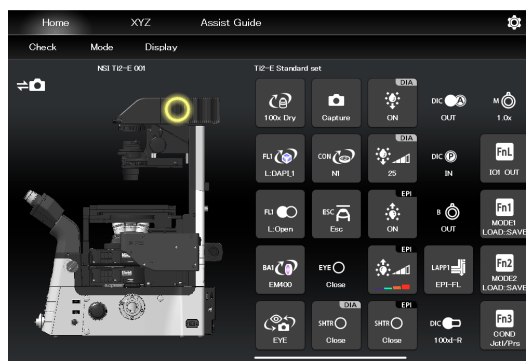 Home XYZ Assist Guide
Check Mode Display
NSI Ti2-E 001
Ti2-E Standard set
100x Dry
Capture
DIA
ON
DIC A
OUT
M
1.0x
FL1
L:DAPI_1
CON
N1
DIA
25
DIC P
IN
FnL
IO1 OUT
FL1
L:Open
ESC
Esc
EPI
ON
B
OUT
Fn1
MODE1
LOAD::SAVE
BA1
EM400
EYE
Close
EPI
LAPP1
EPI-FL
Fn2
MODE2
LOAD::SAVE
EYE
DIA
SHTR
Close
EPI
SHTR
Close
DIC
100xI-R
Fn3
COND
Jctl/Prs